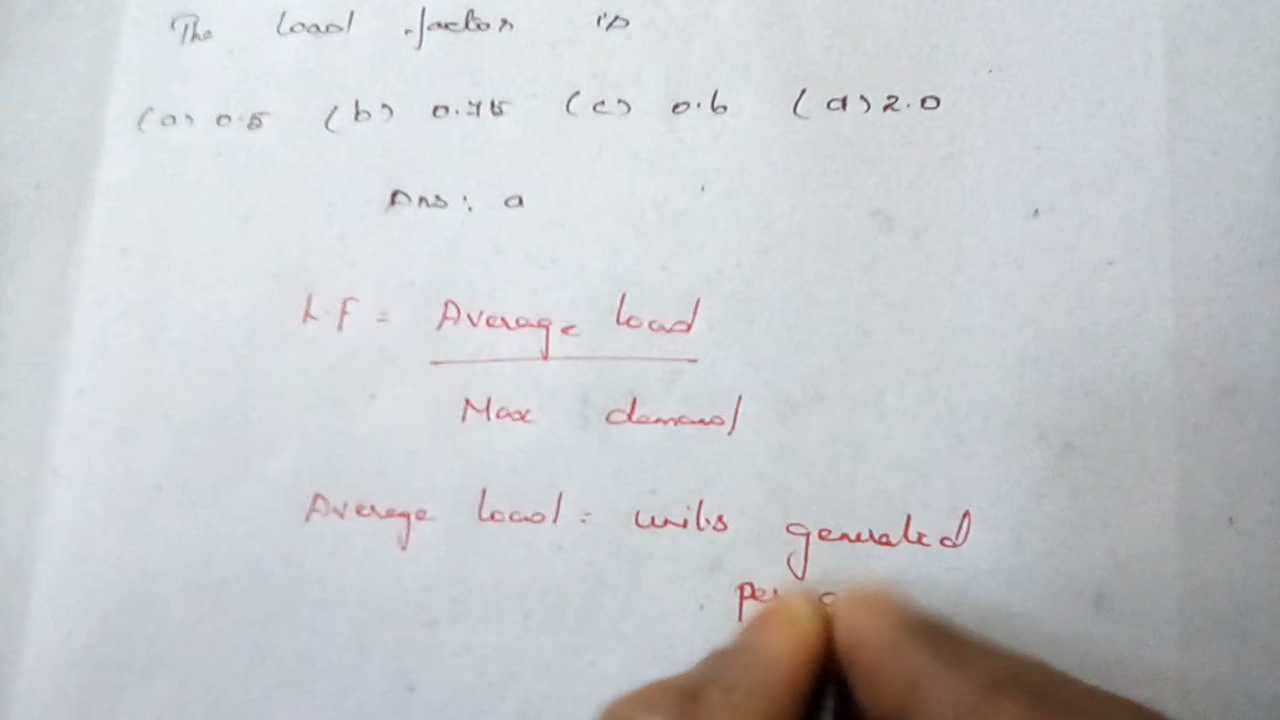 The load factor is
(a) 0.5 (b) 0.75 (c) 0.6 (d) 2.0
Ans: a
L.F = Average load
Max demand
Average load = units generated
per